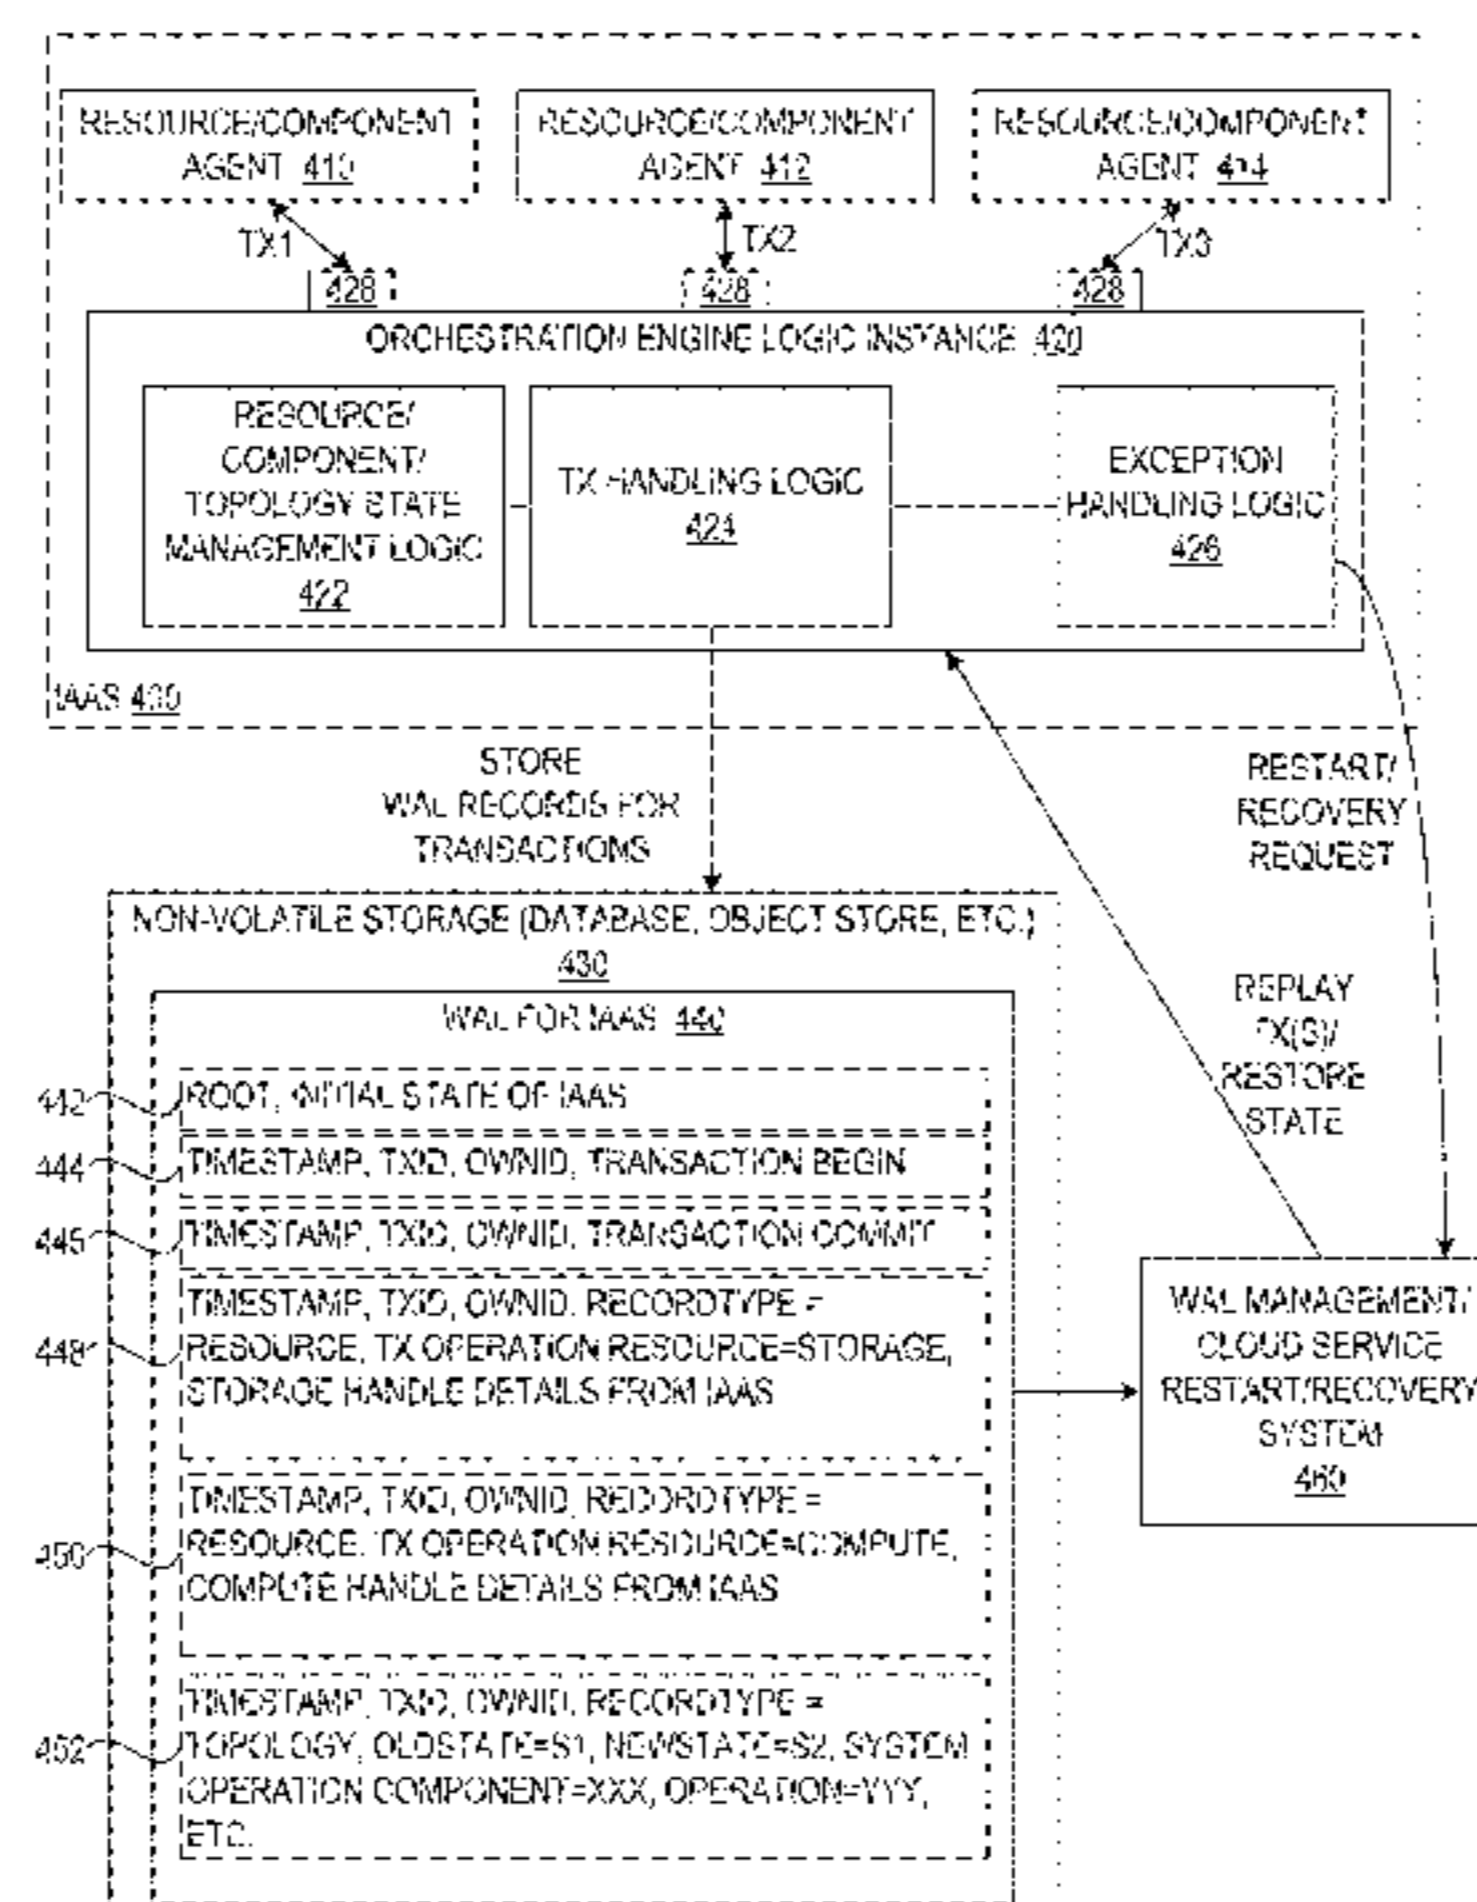 RESOURCE/COMPONENT
AGENT 410
RESOURCE/COMPONENT
AGENT 412
RESOURCE/COMPONENT
AGENT 414
TX1
TX2
TX3
428
428
428
ORCHESTRATION ENGINE LOGIC INSTANCE 420
RESOURCE/
COMPONENT/
TOPOLOGY STATE
MANAGEMENT LOGIC
422
TX HANDLING LOGIC
424
EXCEPTION
HANDLING LOGIC
426
IAAS 400
STORE
WAL RECORDS FOR
TRANSACTIONS
RESTART/
RECOVERY
REQUEST
NON-VOLATILE STORAGE (DATABASE, OBJECT STORE, ETC.)
430
REPLAY
TX(S)/
RESTORE
STATE
WAL FOR IAAS 440
442
ROOT, INITIAL STATE OF IAAS
444
TIMESTAMP, TXID, OWNID, TRANSACTION BEGIN
446
TIMESTAMP, TXID, OWNID, TRANSACTION COMMIT
448
TIMESTAMP, TXID, OWNID, RECORDTYPE =
RESOURCE, TX OPERATION RESOURCE=STORAGE,
STORAGE HANDLE DETAILS FROM IAAS
450
TIMESTAMP, TXID, OWNID, RECORDTYPE =
RESOURCE, TX OPERATION RESOURCE=COMPUTE,
COMPUTE HANDLE DETAILS FROM IAAS
452
TIMESTAMP, TXID, OWNID, RECORDTYPE =
TOPOLOGY, OLDSTATE=S1, NEWSTATE=S2, SYSTEM
OPERATION COMPONENT=XXX, OPERATION=YYY,
ETC.
WAL MANAGEMENT/
CLOUD SERVICE
RESTART/RECOVERY
SYSTEM
460